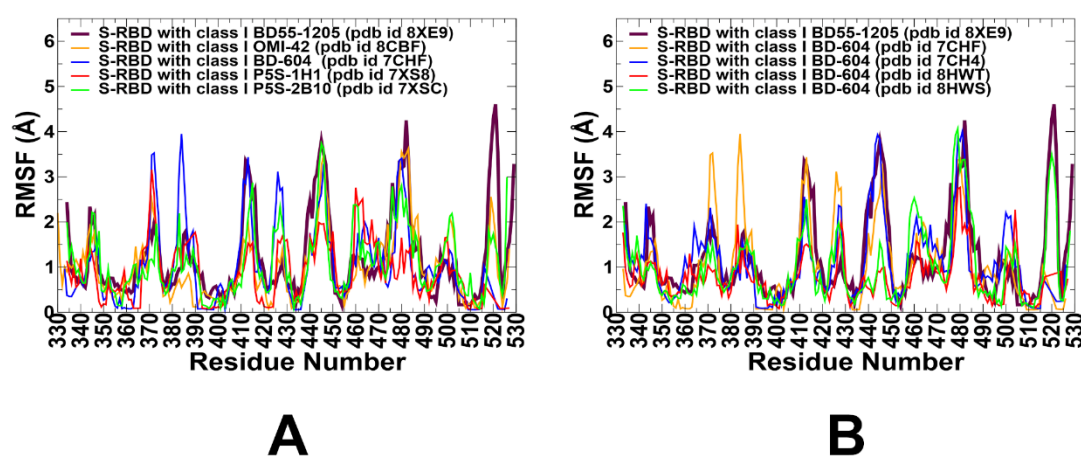 6
5
4
3
2
1
0
RMSF (Å)
S-RBD with class I BD55-1205 (pdb id 8XE9)
S-RBD with class I OMI-42 (pdb id 8CBF)
S-RBD with class I BD-604 (pdb id 7CHF)
S-RBD with class I P5S-1H1 (pdb id 7XS8)
S-RBD with class I P5S-2B10 (pdb id 7XSC)
330 340 350 360 370 380 390 400 410 420 430 440 450 460 470 480 490 500 510 520 530
Residue Number
A
6
5
4
3
2
1
0
RMSF (Å)
S-RBD with class I BD55-1205 (pdb id 8XE9)
S-RBD with class I BD-604 (pdb id 7CHF)
S-RBD with class I BD-604 (pdb id 7CH4)
S-RBD with class I BD-604 (pdb id 8HWT)
S-RBD with class I BD-604 (pdb id 8HWS)
330 340 350 360 370 380 390 400 410 420 430 440 450 460 470 480 490 500 510 520 530
Residue Number
B